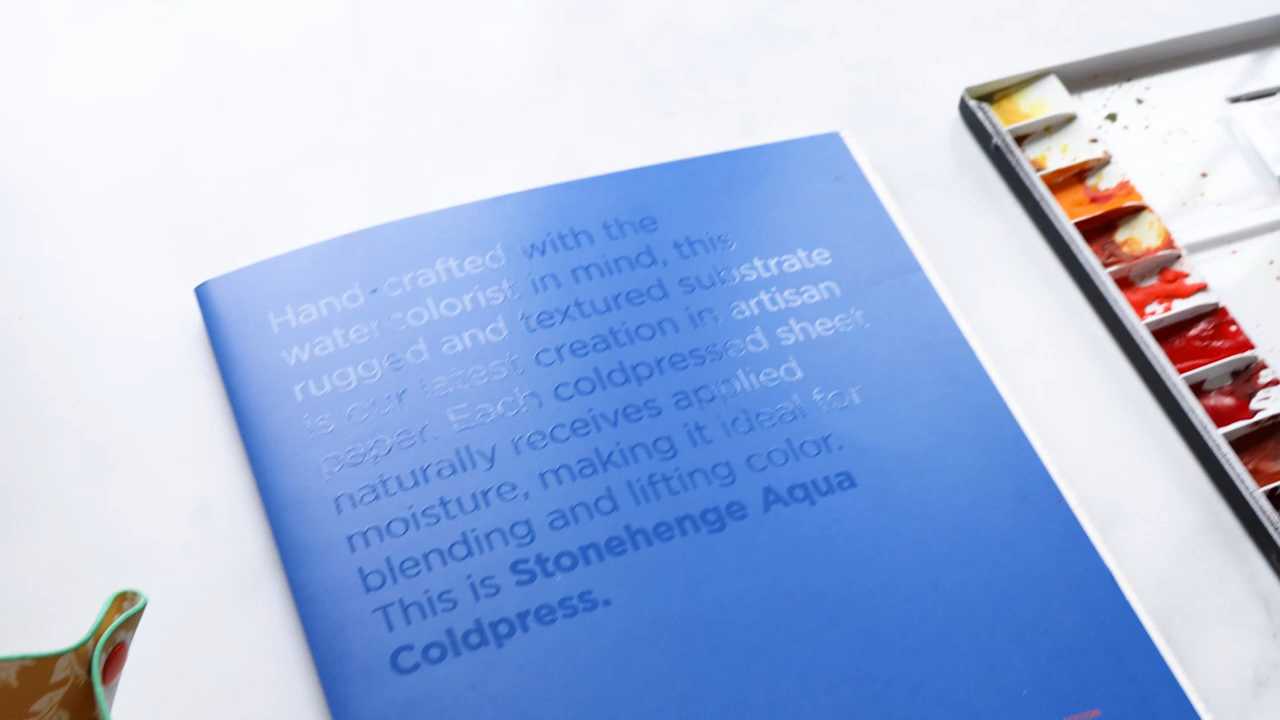 Hand-crafted with the
watercolorist in mind, this
rugged and textured substrate
is our latest creation in artisan
paper. Each coldpressed sheet
naturally receives applied
moisture, making it ideal for
blending and lifting color.
This is Stonehenge Aqua
Coldpress.